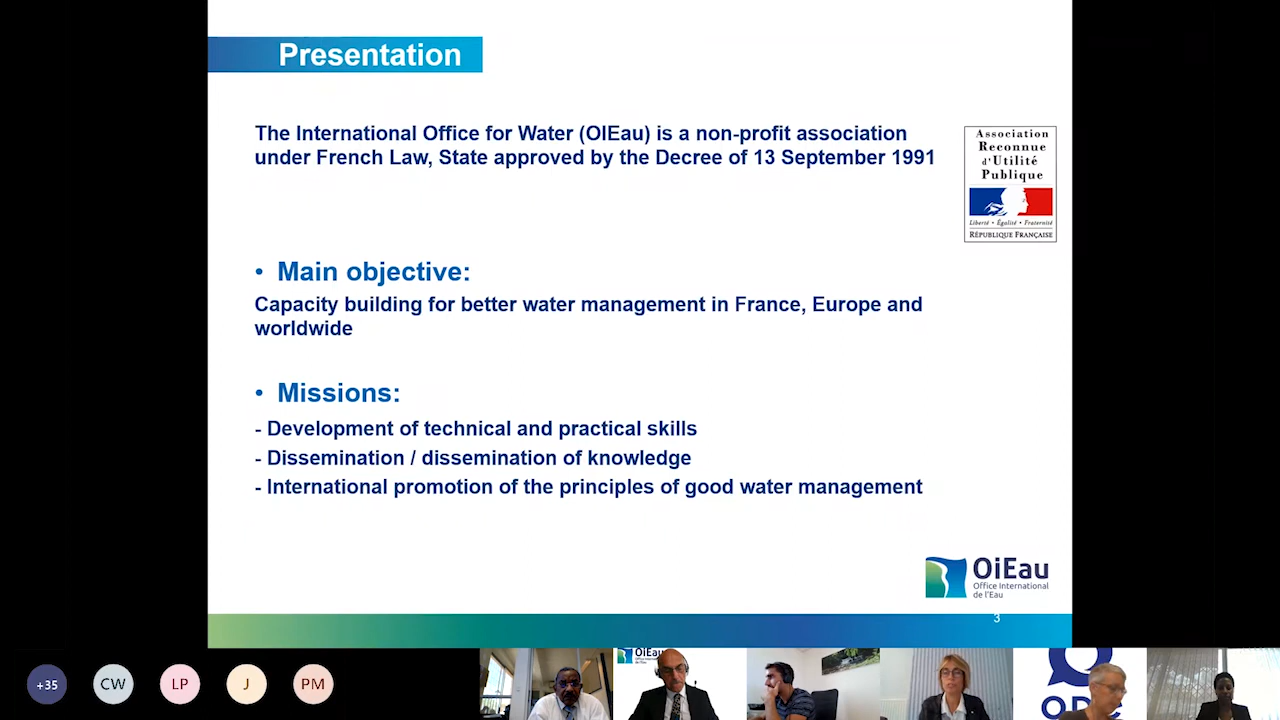 Presentation
The International Office for Water (OIEau) is a non-profit association
under French Law, State approved by the Decree of 13 September 1991
Association
Reconnue
d'Utilité
Publique
Liberté • Égalité • Fraternité
RÉPUBLIQUE FRANÇAISE
• Main objective:
Capacity building for better water management in France, Europe and
worldwide
• Missions:
- Development of technical and practical skills
- Dissemination / dissemination of knowledge
- International promotion of the principles of good water management
OiEau
Office International
de l'Eau
3
+35
CW
LP
J
PM
OiEau